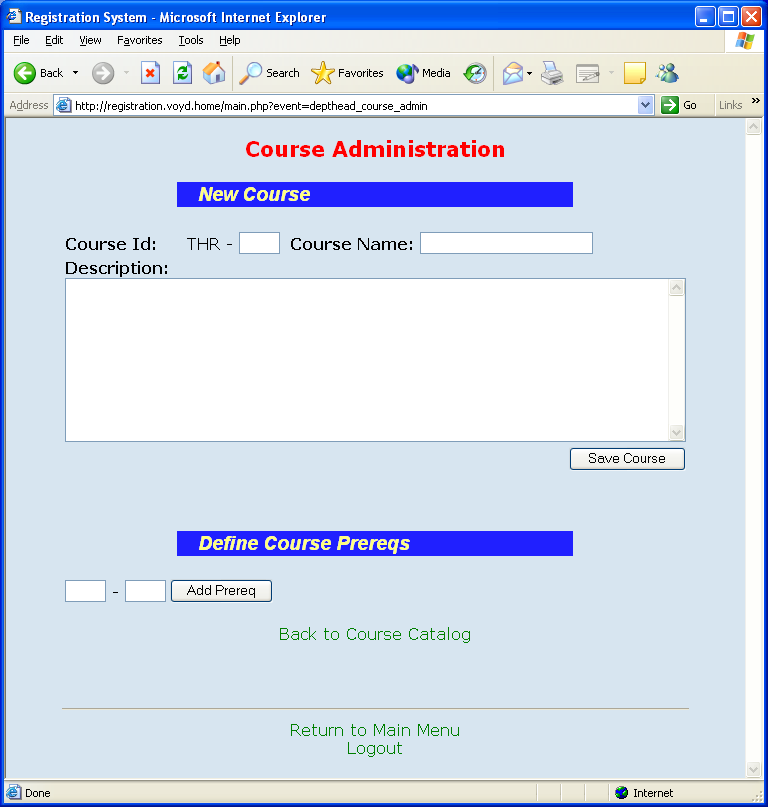 Registration System - Microsoft Internet Explorer
File Edit View Favorites Tools Help
Back Search Favorites Media
Address http://registration.voyd.home/main.php?event=depthead_course_admin Go Links »
Course Administration
New Course
Course Id: THR - Course Name:
Description:
Save Course
Define Course Prereqs
- Add Prereq
Back to Course Catalog
Return to Main Menu
Logout
Done Internet